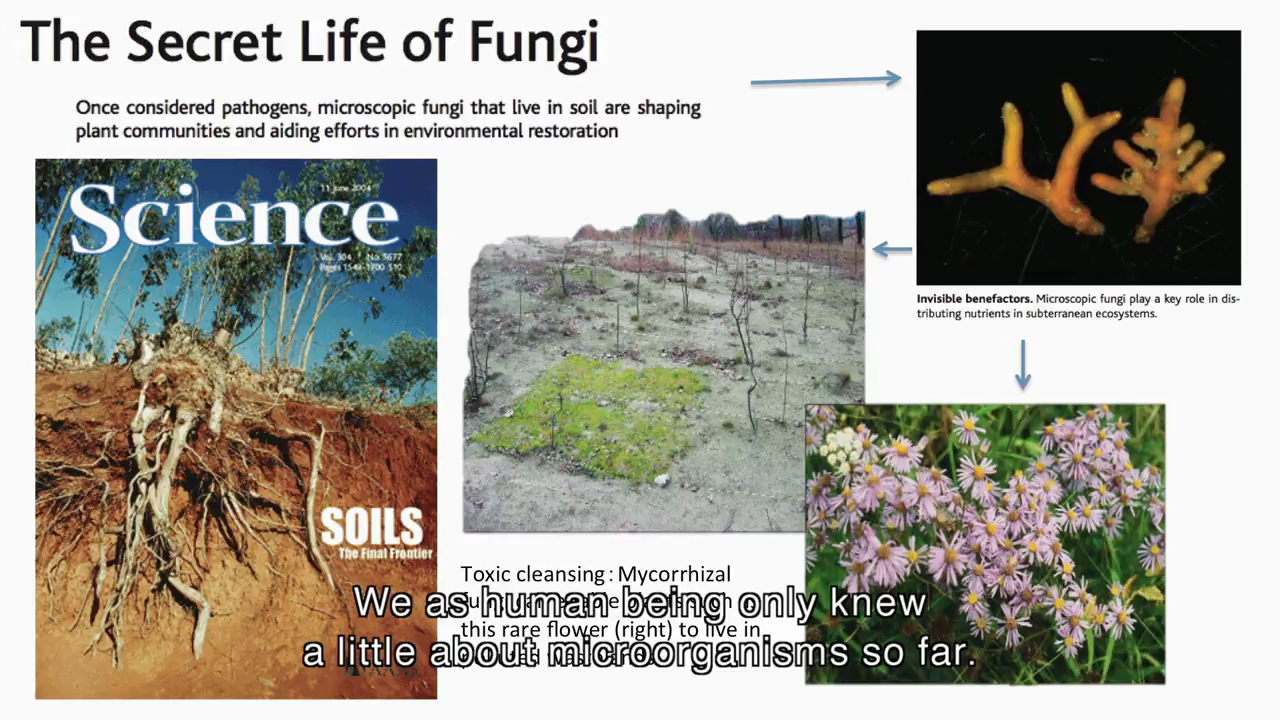 The Secret Life of Fungi
Once considered pathogens, microscopic fungi that live in soil are shaping
plant communities and aiding efforts in environmental restoration
11 June 2004
Science
Vol. 304 No. 5677
Pages 1549–1700 $10
SOILS
The Final Frontier
Invisible benefactors. Microscopic fungi play a key role in dis-
tributing nutrients in subterranean ecosystems.
Toxic cleansing : Mycorrhizal
this rare flower (right) to live in
We as human being only knew
a little about microorganisms so far.